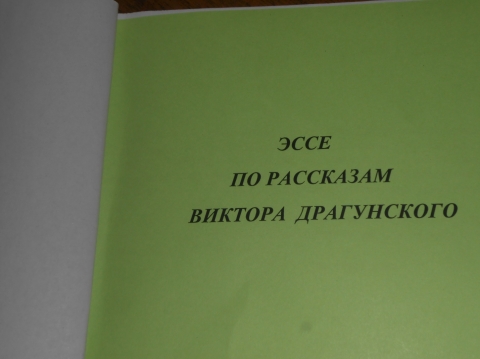 ЭССЕ
ПО РАССКАЗАМ
ВИКТОРА ДРАГУНСКОГО